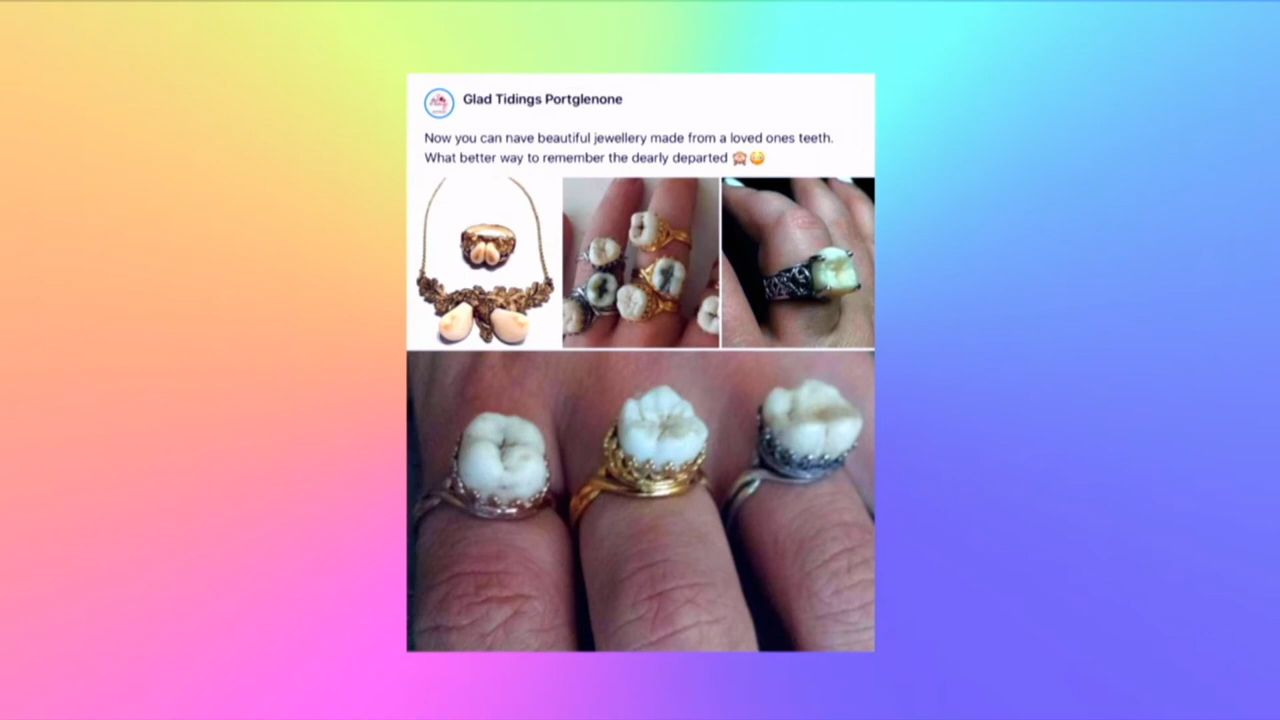 Glad Tidings Portglenone
Now you can nave beautiful jewellery made from a loved ones teeth.
What better way to remember the dearly departed 🙊😳